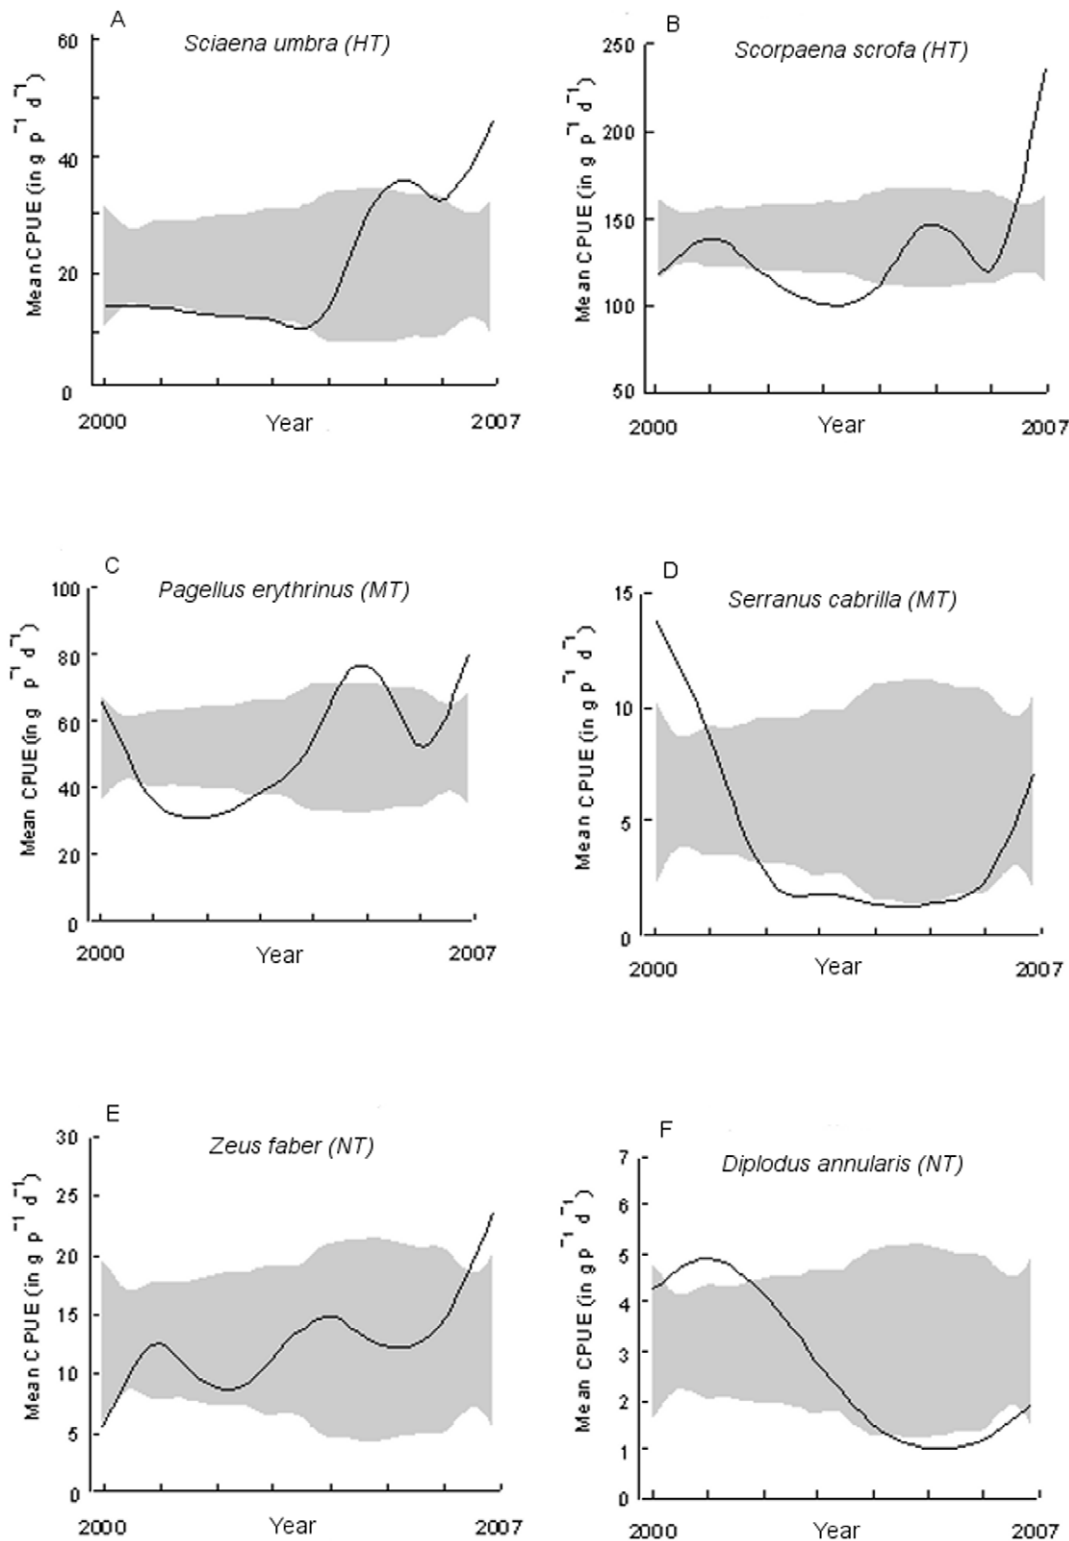 A
Sciaena umbra (HT)
Mean CPUE (in g p⁻¹ d⁻¹)
60
40
20
0
2000
Year
2007
B
Scorpaena scrofa (HT)
Mean CPUE (in g p⁻¹ d⁻¹)
250
200
150
100
50
2000
Year
2007
C
Pagellus erythrinus (MT)
Mean CPUE (in g p⁻¹ d⁻¹)
100
80
60
40
20
0
2000
Year
2007
D
Serranus cabrilla (MT)
Mean CPUE (in g p⁻¹ d⁻¹)
15
10
5
0
2000
Year
2007
E
Zeus faber (NT)
Mean CPUE (in g p⁻¹ d⁻¹)
30
25
20
15
10
5
0
2000
Year
2007
F
Diplodus annularis (NT)
Mean CPUE (in g p⁻¹ d⁻¹)
7
6
5
4
3
2
1
0
2000
Year
2007